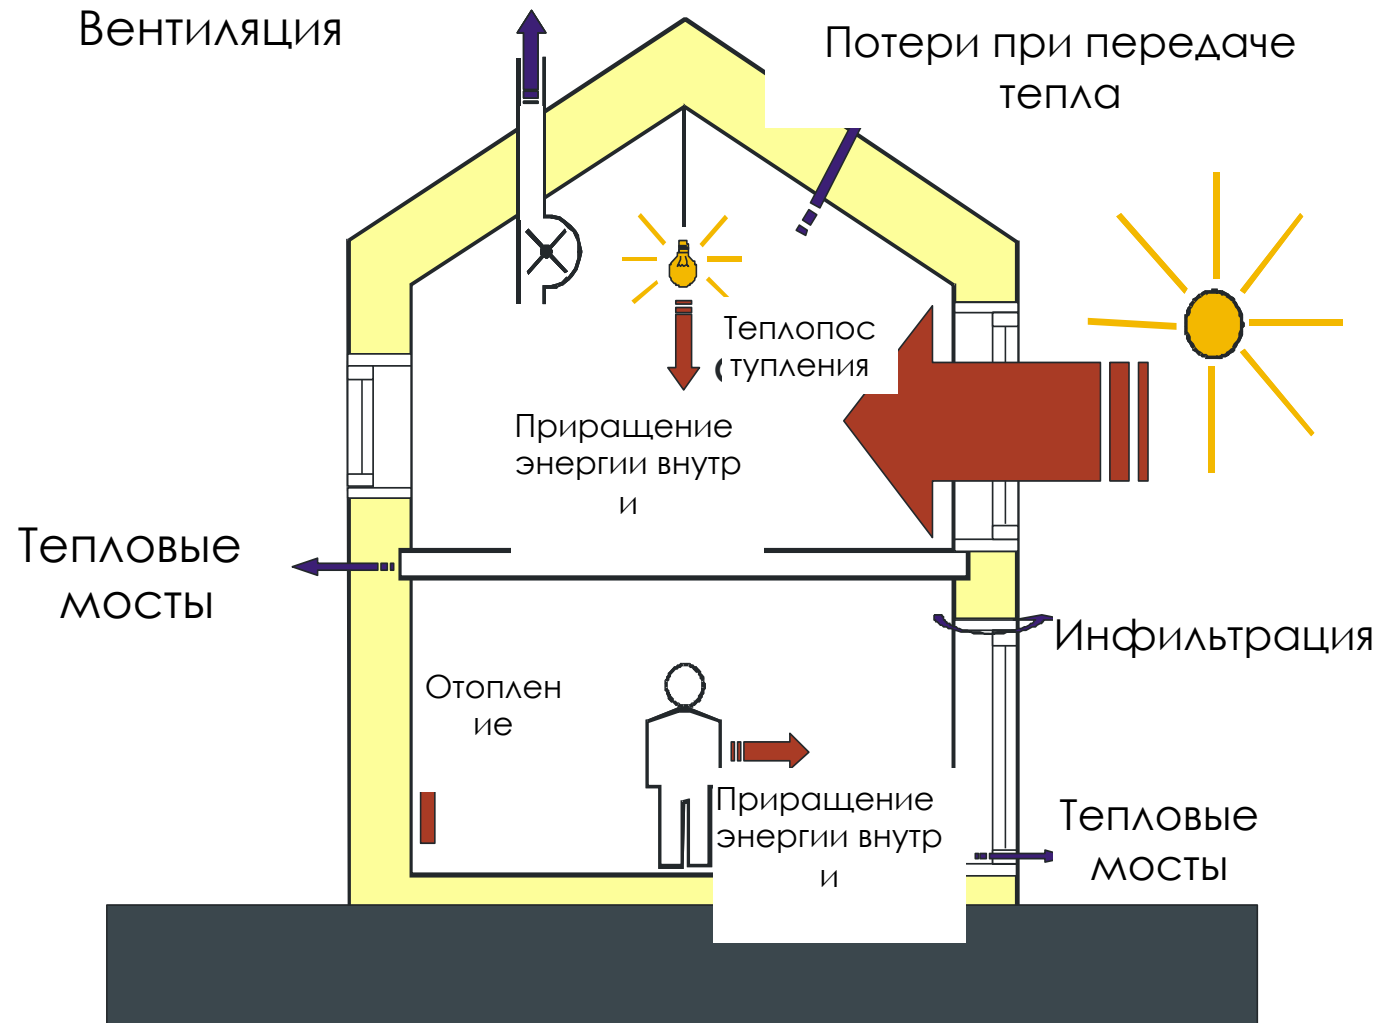 Вентиляция
Потери при передаче
тепла
Теплопос
тупления
Приращение
энергии внутр
и
Тепловые
мосты
Инфильтрация
Отоплен
ие
Приращение
энергии внутр
и
Тепловые
мосты